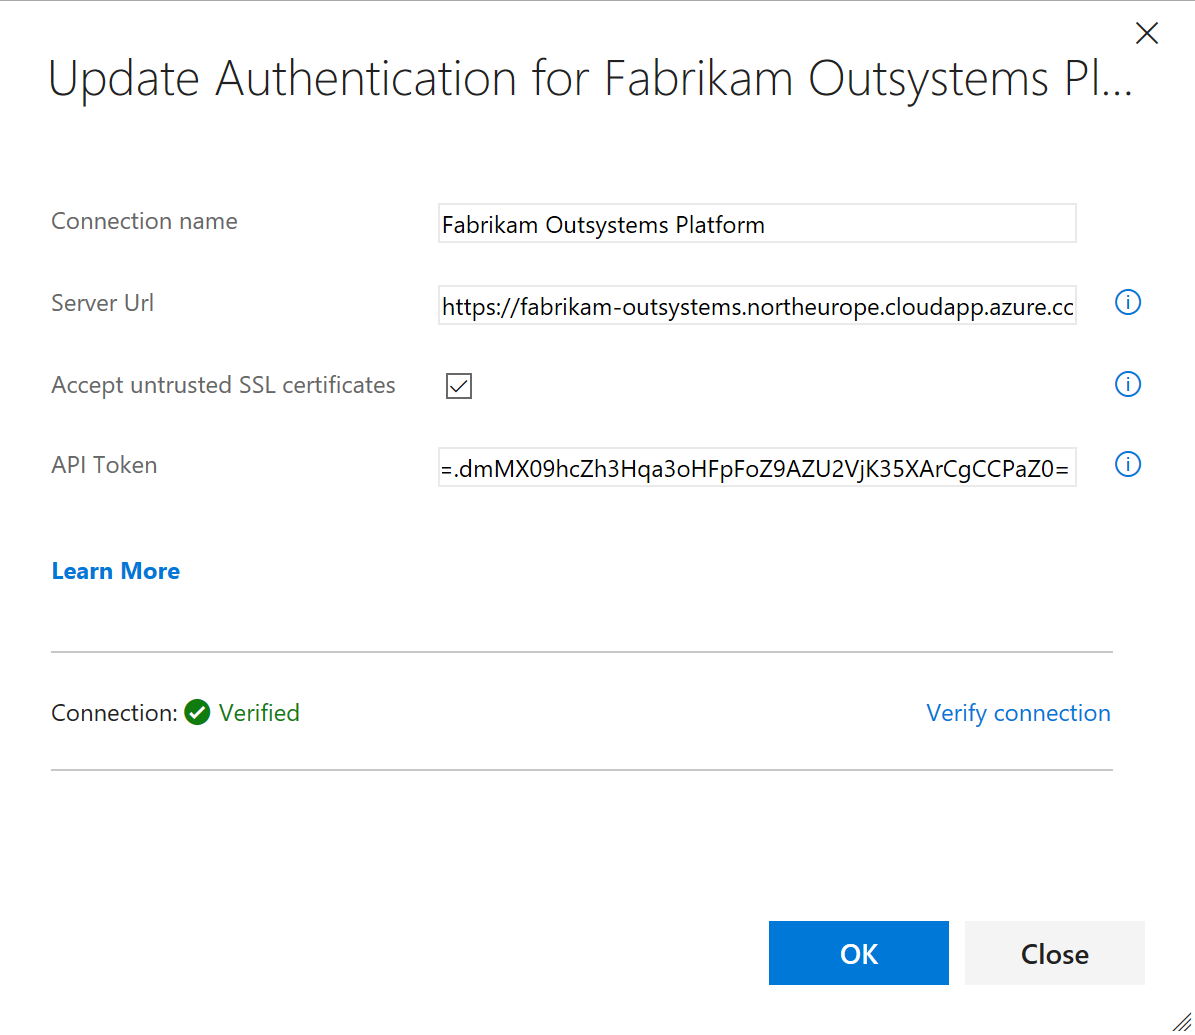 Update Authentication for Fabrikam Outsystems Pl...
Connection name
Fabrikam Outsystems Platform
Server Url
https://fabrikam-outsystems.northeurope.cloudapp.azure.cc
Accept untrusted SSL certificates
API Token
=.dmMX09hcZh3Hqa3oHFpFoZ9AZU2VjK35XArCgCCPaZ0=
Learn More
Connection: Verified
Verify connection
OK
Close